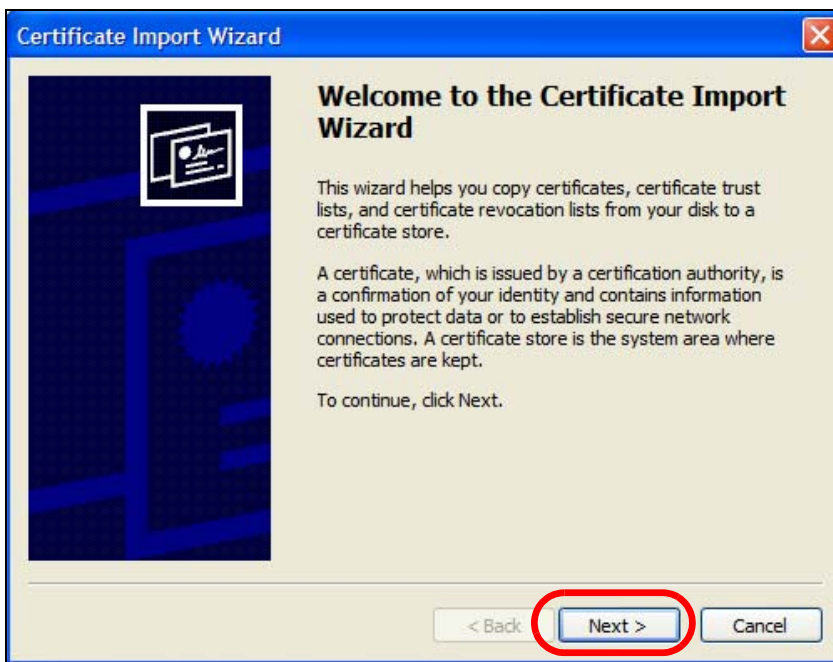 Certificate Import Wizard
Welcome to the Certificate Import
Wizard
This wizard helps you copy certificates, certificate trust
lists, and certificate revocation lists from your disk to a
certificate store.
A certificate, which is issued by a certification authority, is
a confirmation of your identity and contains information
used to protect data or to establish secure network
connections. A certificate store is the system area where
certificates are kept.
To continue, click Next.
< Back
Next >
Cancel